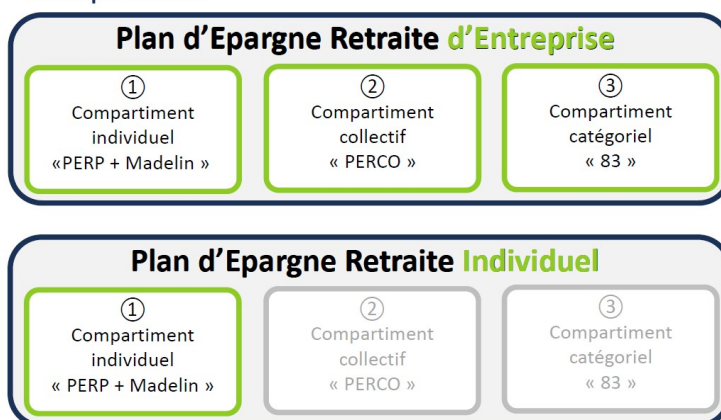 Plan d’Epargne Retraite d’Entreprise
①
Compartiment
individuel
«PERP + Madelin »
②
Compartiment
collectif
« PERCO »
③
Compartiment
catégoriel
« 83 »
Plan d’Epargne Retraite Individuel
①
Compartiment
individuel
« PERP + Madelin »
②
Compartiment
collectif
« PERCO »
③
Compartiment
catégoriel
« 83 »